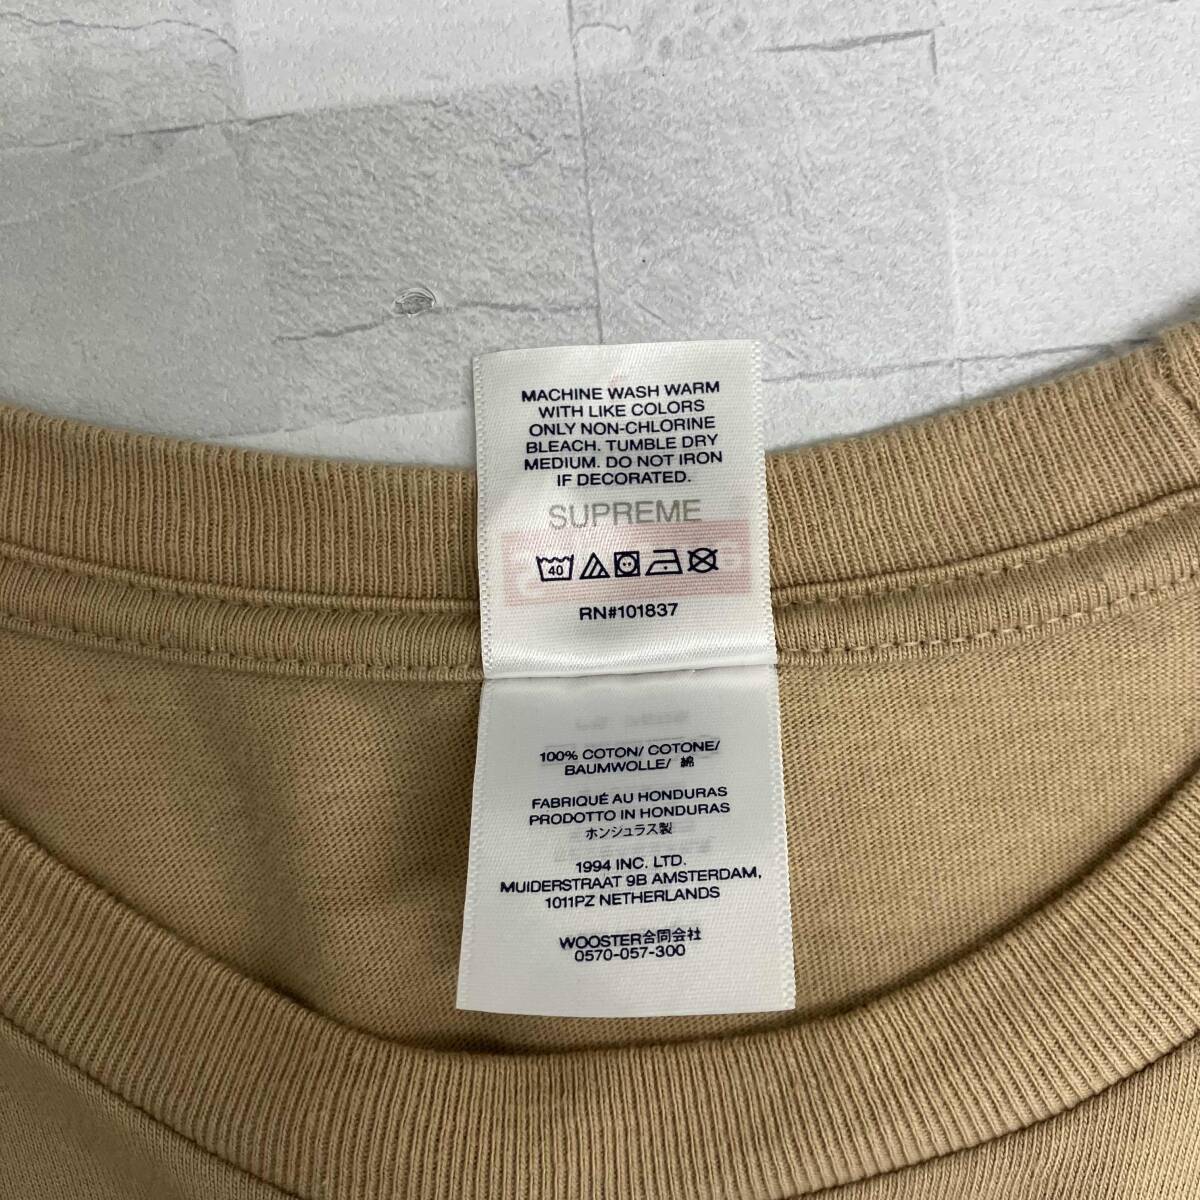 MACHINE WASH WARM
WITH LIKE COLORS
ONLY NON-CHLORINE
BLEACH. TUMBLE DRY
MEDIUM. DO NOT IRON
IF DECORATED.
SUPREME
40
RN#101837
100% COTON/ COTONE/
BAUMWOLLE/ 綿
FABRIQUÉ AU HONDURAS
PRODOTTO IN HONDURAS
ホンジュラス製
1994 INC. LTD.
MUIDERSTRAAT 9B AMSTERDAM,
1011PZ NETHERLANDS
WOOSTER合同会社
0570-057-300